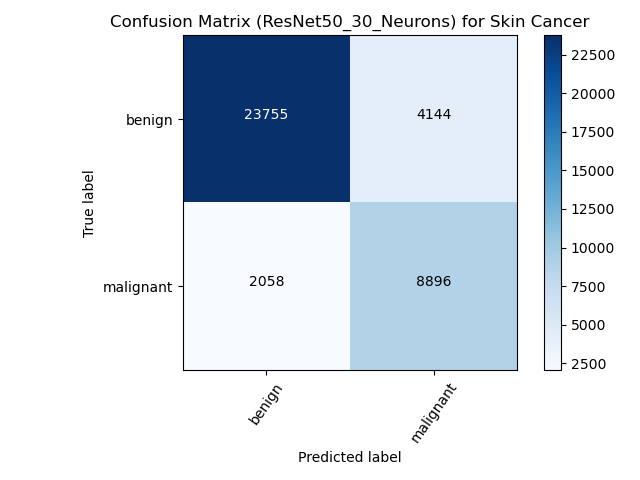 Confusion Matrix (ResNet50_30_Neurons) for Skin Cancer
benign
23755
4144
malignant
2058
8896
True label
benign
malignant
Predicted label
22500
20000
17500
15000
12500
10000
7500
5000
2500